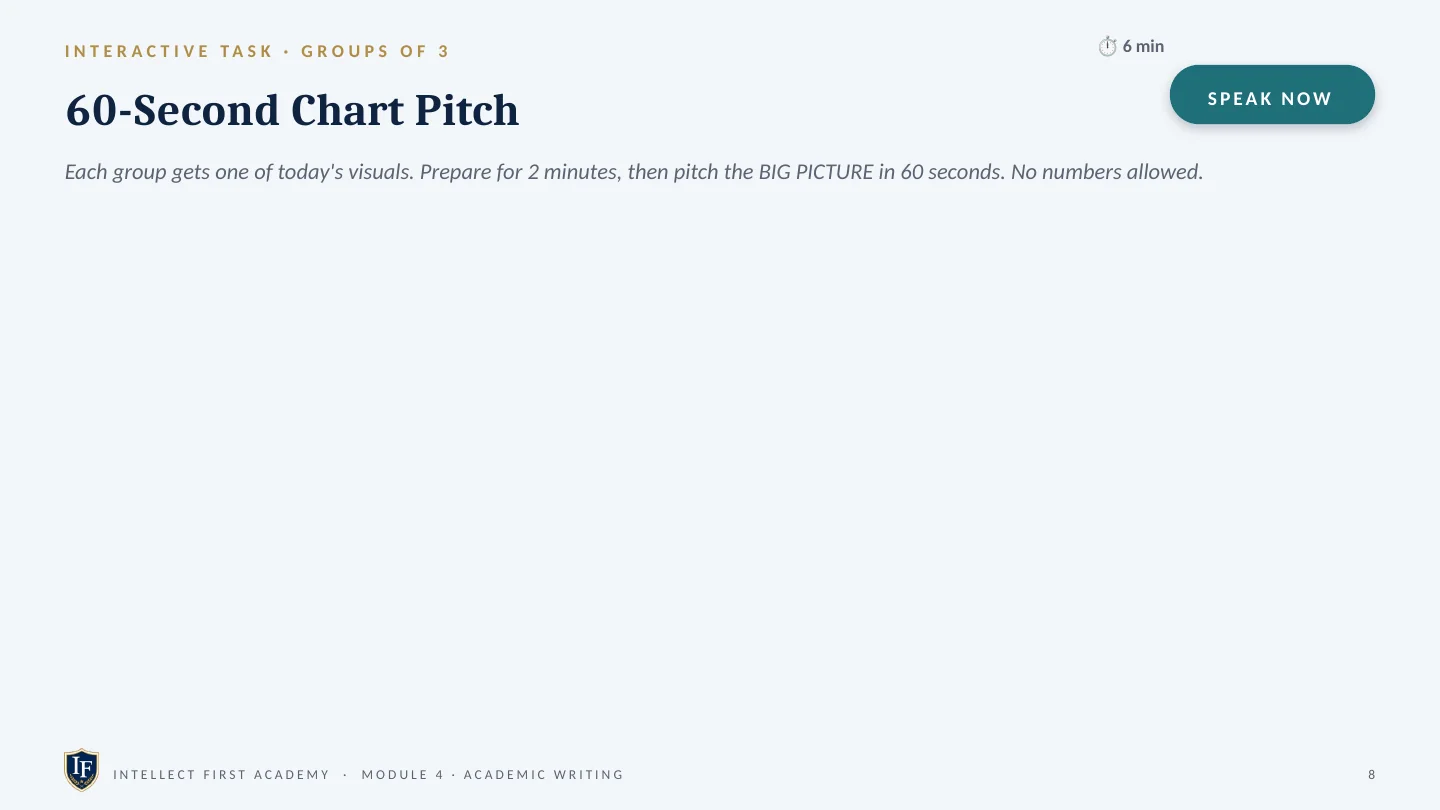 INTERACTIVE TASK · GROUPS OF 3
⏱ 6 min
SPEAK NOW
60-Second Chart Pitch
Each group gets one of today's visuals. Prepare for 2 minutes, then pitch the BIG PICTURE in 60 seconds. No numbers allowed.
IF
INTELLECT FIRST ACADEMY · MODULE 4 · ACADEMIC WRITING
8